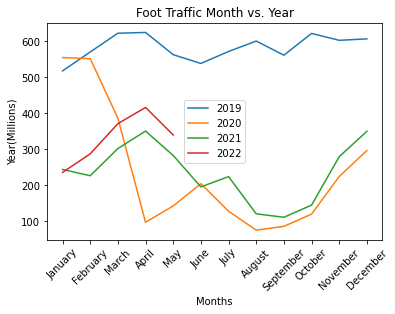 Foot Traffic Month vs. Year
Year(Millions)
600
500
400
300
200
100
2019
2020
2021
2022
January
February
March
April
May
June
July
August
September
October
November
December
Months